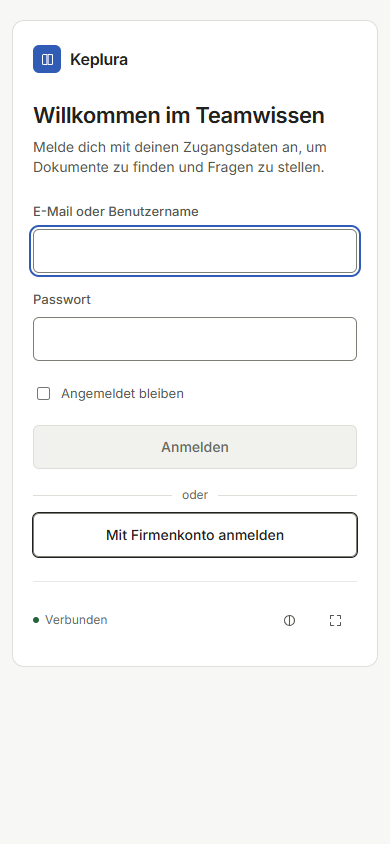 Keplura
Willkommen im Teamwissen
Melde dich mit deinen Zugangsdaten an, um
Dokumente zu finden und Fragen zu stellen.
E-Mail oder Benutzername
Passwort
Angemeldet bleiben
Anmelden
oder
Mit Firmenkonto anmelden
Verbunden